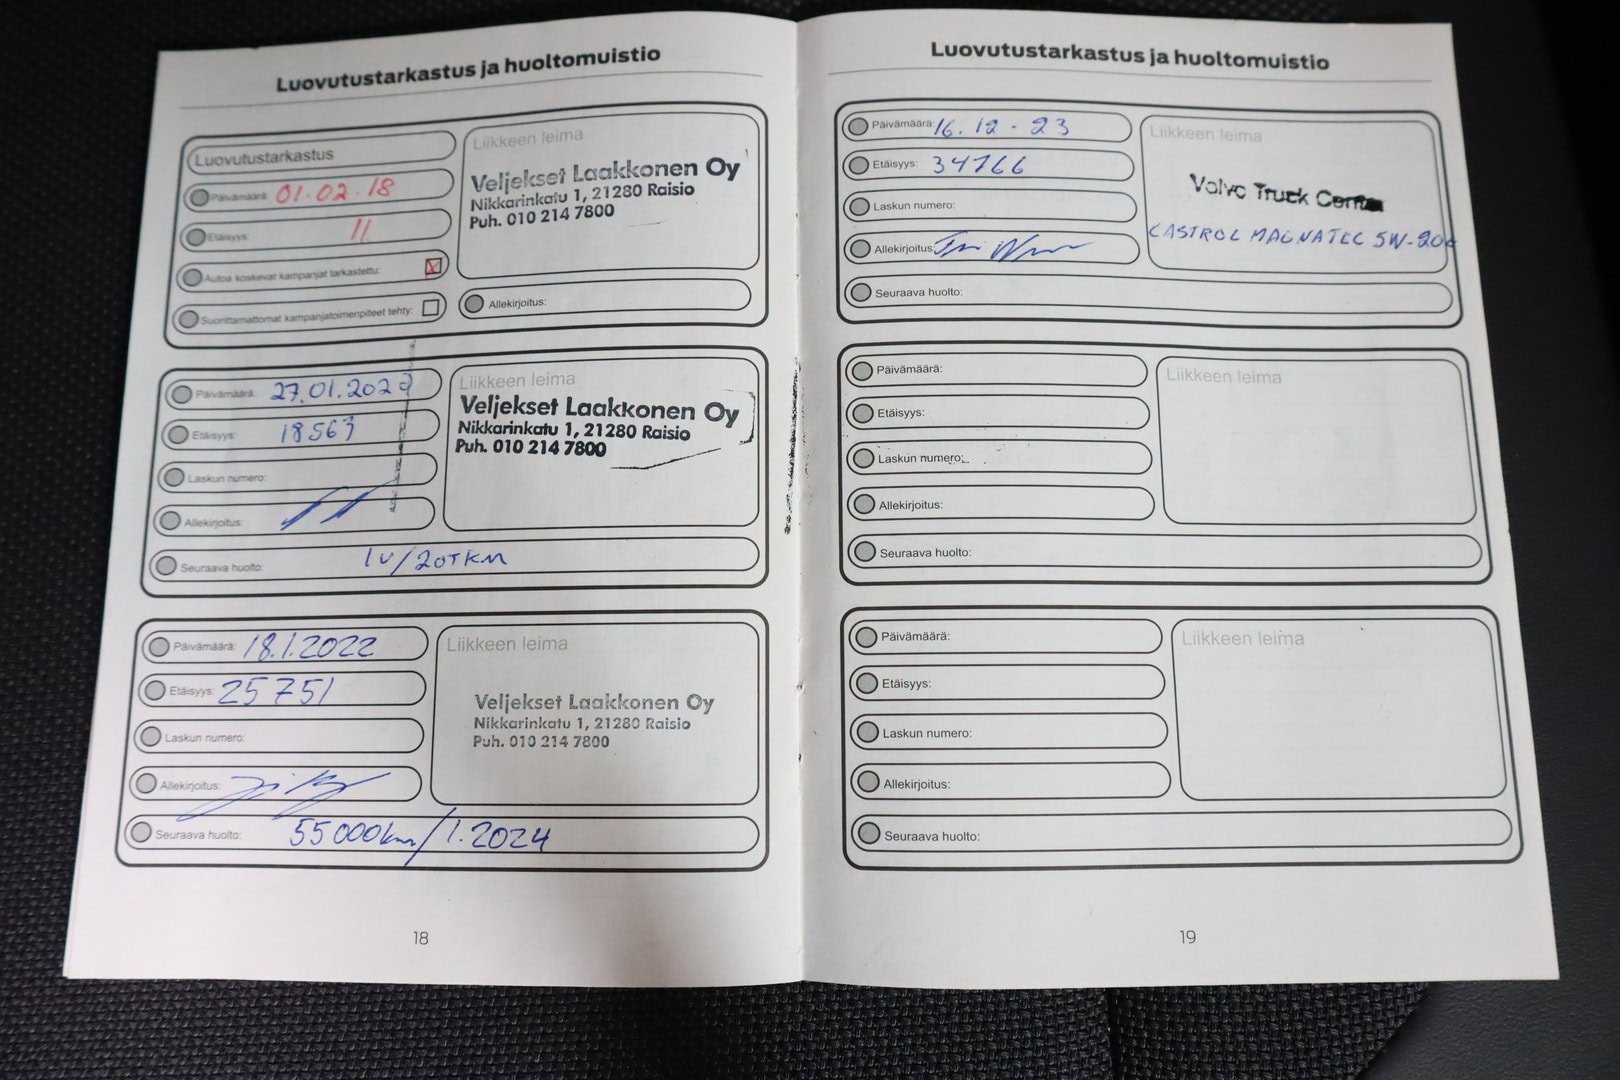 Luovutustarkastus ja huoltomuistio
Luovutustarkastus
Päivämäärä: 01.02.18
Etäisyys: 11
Autoa koskevat kampanjat tarkastettu:
Suorittamattomat kampanjatoimenpiteet tehty:
Liikkeen leima
Veljekset Laakkonen Oy
Nikkarinkatu 1, 21280 Raisio
Puh. 010 214 7800
Allekirjoitus:
Päivämäärä: 27.01.2020
Etäisyys: 18563
Laskun numero:
Allekirjoitus:
Seuraava huolto: 1V/20TKM
Liikkeen leima
Veljekset Laakkonen Oy
Nikkarinkatu 1, 21280 Raisio
Puh. 010 214 7800
Päivämäärä: 18.1.2022
Etäisyys: 25751
Laskun numero:
Allekirjoitus:
Seuraava huolto: 55000km/1.2024
Liikkeen leima
Veljekset Laakkonen Oy
Nikkarinkatu 1, 21280 Raisio
Puh. 010 214 7800
18
Luovutustarkastus ja huoltomuistio
Päivämäärä: 16.12-23
Etäisyys: 34766
Laskun numero:
Allekirjoitus:
Seuraava huolto:
Liikkeen leima
Volvo Truck Center
CASTROL MAGNATEC 5W-20
Päivämäärä:
Etäisyys:
Laskun numero:
Allekirjoitus:
Seuraava huolto:
Liikkeen leima
Päivämäärä:
Etäisyys:
Laskun numero:
Allekirjoitus:
Seuraava huolto:
Liikkeen leima
19